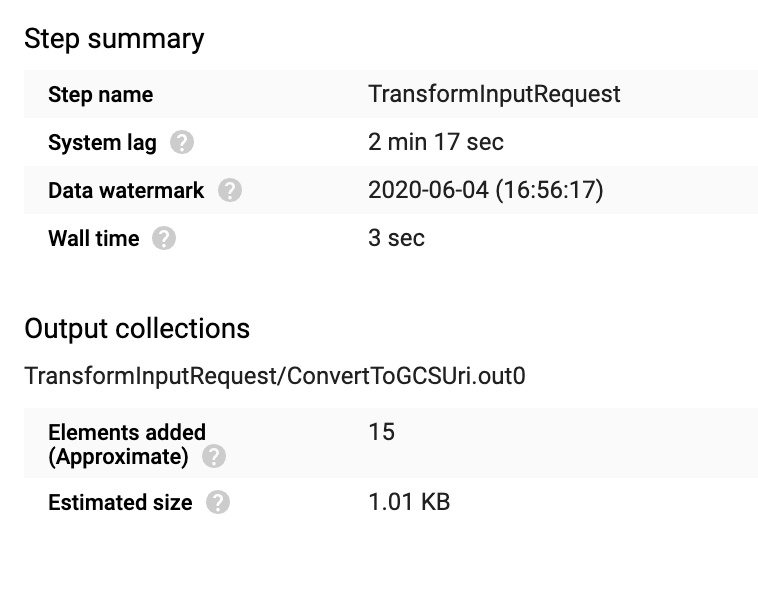 Step summary
Step name TransformInputRequest
System lag ? 2 min 17 sec
Data watermark ? 2020-06-04 (16:56:17)
Wall time ? 3 sec
Output collections
TransformInputRequest/ConvertToGCSUri.out0
Elements added 15
(Approximate) ?
Estimated size ? 1.01 KB